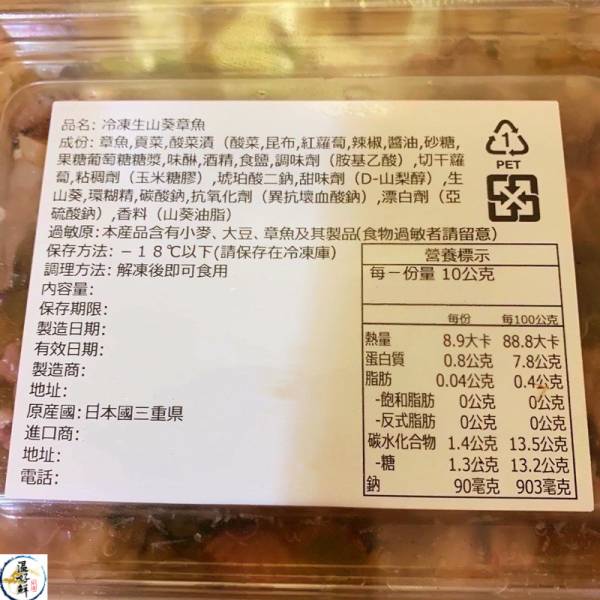 品名: 冷凍生山葵章魚
成份: 章魚,貢菜,酸菜漬（酸菜,昆布,紅蘿蔔,辣椒,醬油,砂糖,
果糖葡萄糖糖漿,味醂,酒精,食鹽,調味劑（胺基乙酸）,切干蘿
蔔,粘稠劑（玉米糖膠）,琥珀酸二鈉,甜味劑（D-山梨醇）,生
山葵,環糊精,碳酸鈉,抗氧化劑（異抗壞血酸鈉）,漂白劑（亞
硫酸鈉）,香料（山葵油脂）
過敏原: 本産品含有小麥、大豆、章魚及其製品(食物過敏者請留意)
保存方法: －１８℃以下(請保存在冷凍庫)
調理方法: 解凍後即可食用
內容量:
保存期限:
製造日期:
有效日期:
製造商:
地址:
原産國:日本國三重県
進口商:
地址:
電話:
1
PET
營養標示
每一份量 10公克
每份 每100公克
熱量 8.9大卡 88.8大卡
蛋白質 0.8公克 7.8公克
脂肪 0.04公克 0.4公克
-飽和脂肪 0公克 0公克
-反式脂肪 0公克 0公克
碳水化合物 1.4公克 13.5公克
-糖 1.3公克 13.2公克
鈉 90毫克 903毫克
溫好鮮